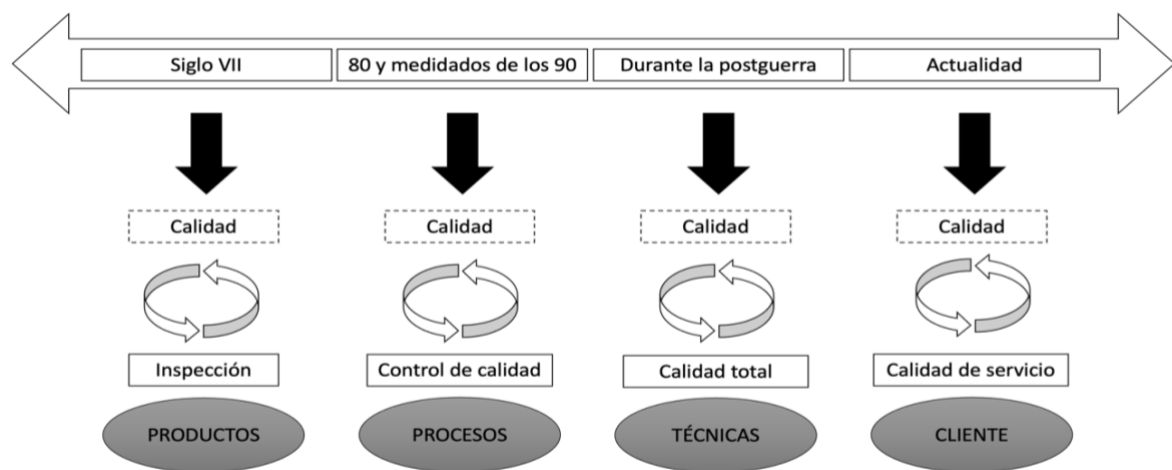 Siglo VII
80 y medidados de los 90
Durante la postguerra
Actualidad
Calidad
Calidad
Calidad
Calidad
Inspección
Control de calidad
Calidad total
Calidad de servicio
PRODUCTOS
PROCESOS
TÉCNICAS
CLIENTE